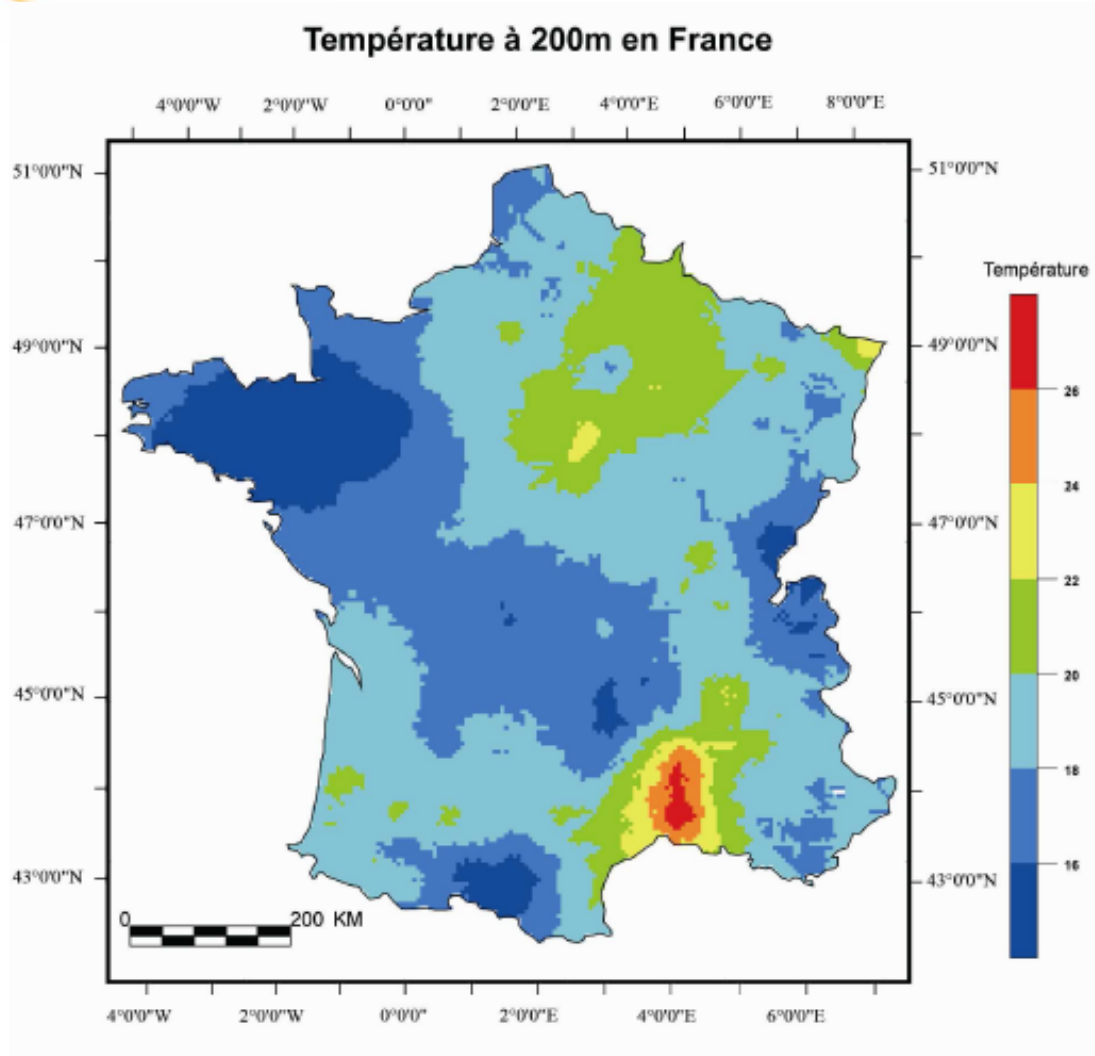 Température à 200m en France
4°0'0"W 2°0'0"W 0°0'0" 2°0'0"E 4°0'0"E 6°0'0"E 8°0'0"E
51°0'0"N 51°0'0"N
Température
49°0'0"N 49°0'0"N
26
24
47°0'0"N 47°0'0"N
22
20
45°0'0"N 45°0'0"N
18
16
43°0'0"N 43°0'0"N
0 200 KM
4°0'0"W 2°0'0"W 0°0'0" 2°0'0"E 4°0'0"E 6°0'0"E